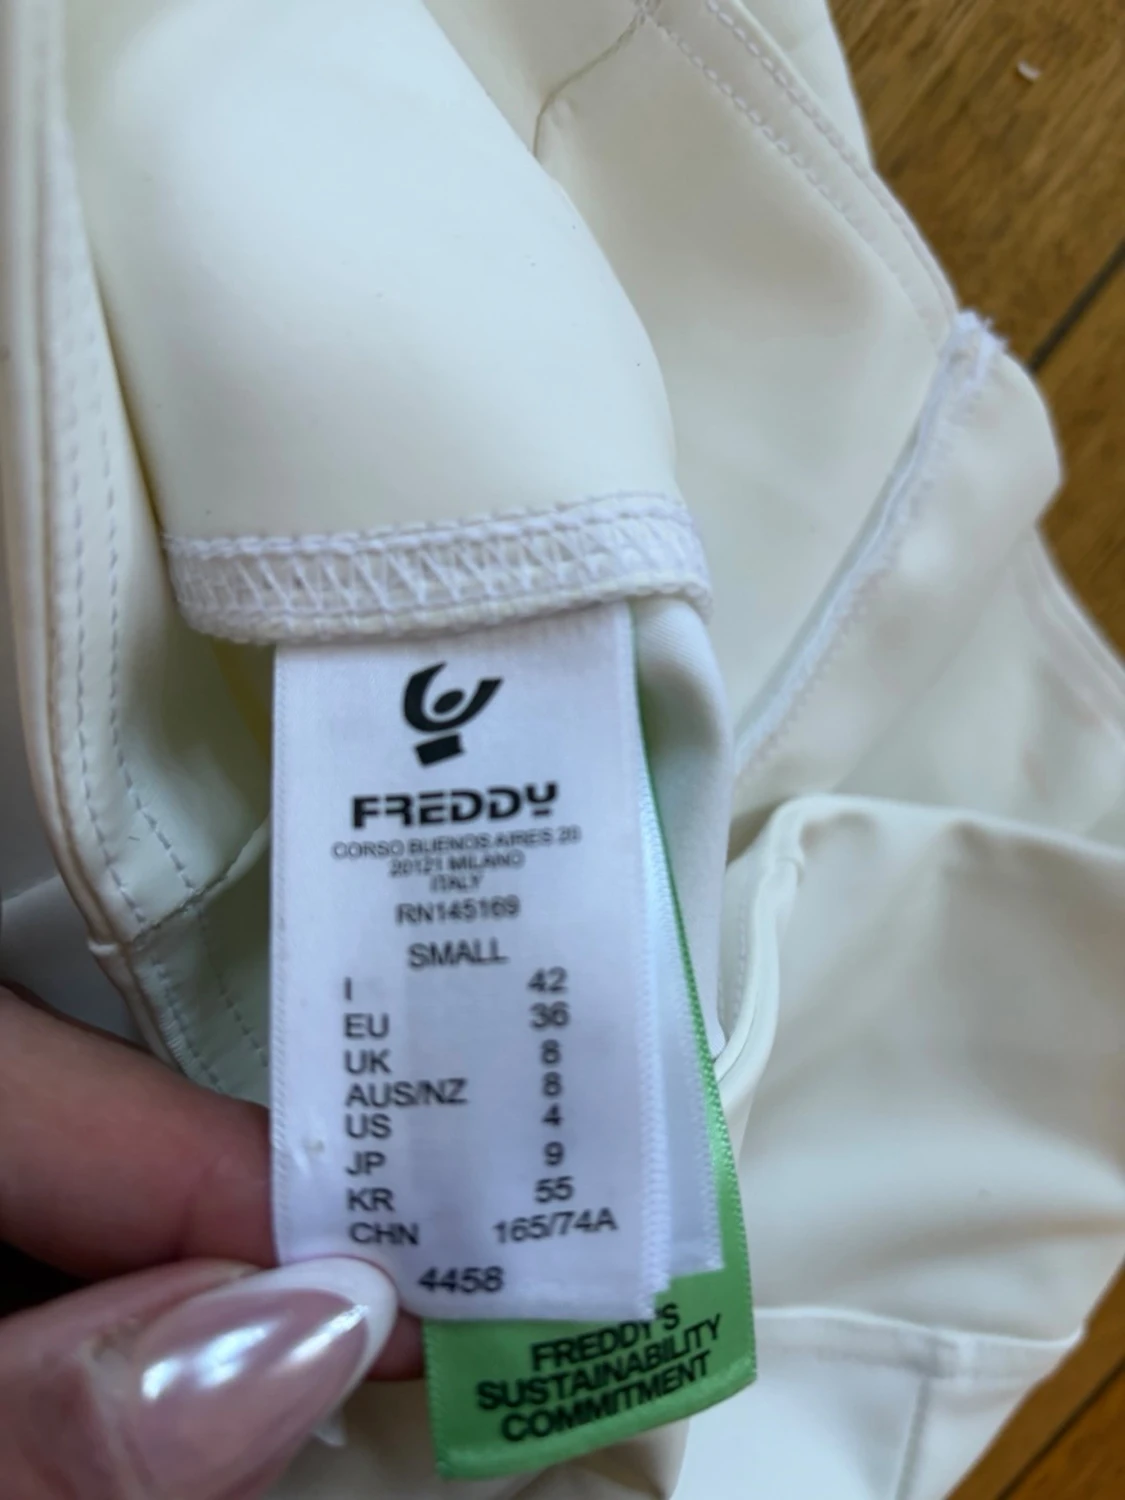 FREDDY
CORSO BUENOS AIRES 20
20121 MILANO
ITALY
RN145169
SMALL
I 42
EU 36
UK 8
AUS/NZ 8
US 4
JP 9
KR 55
CHN 165/74A
4458
FREDDY'S
SUSTAINABILITY
COMMITMENT